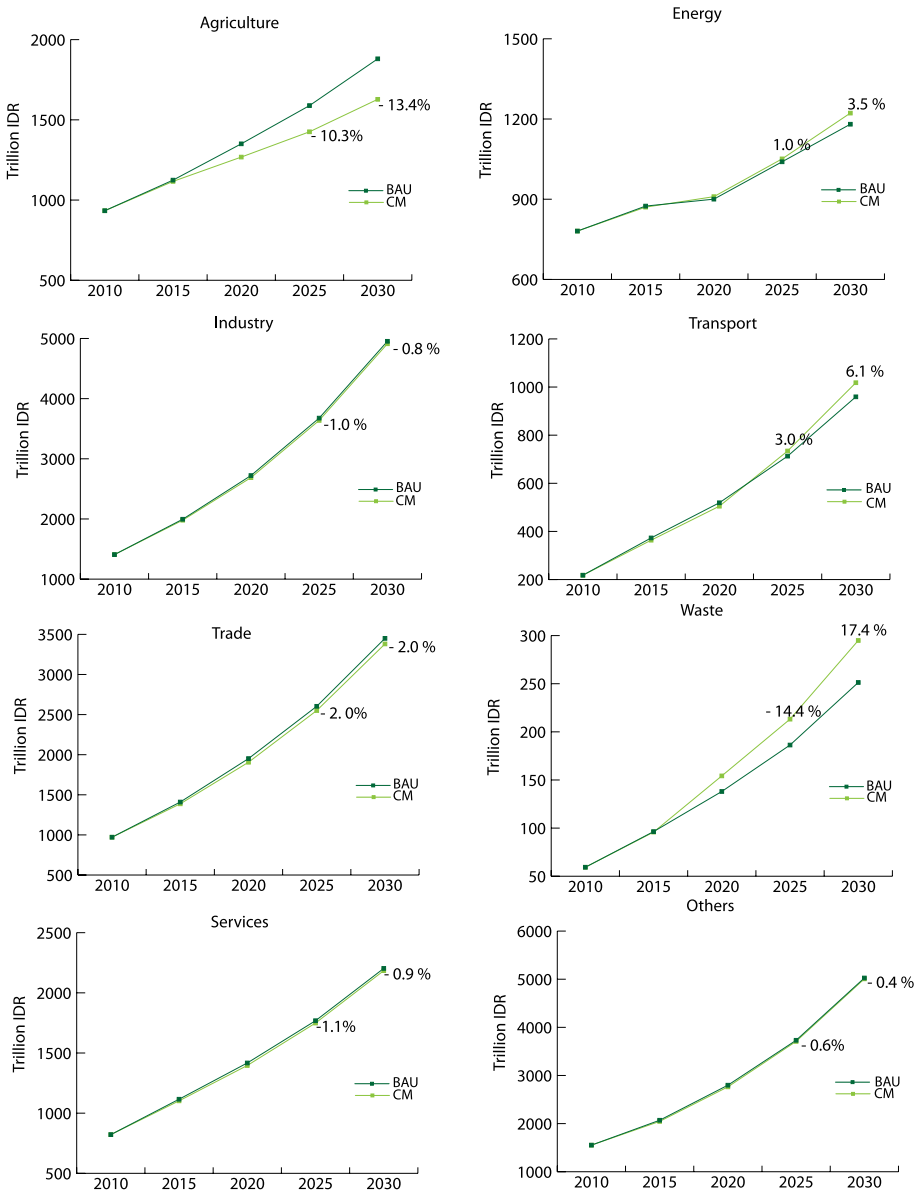 Agriculture
Trillion IDR
2000
1500
1000
500
- 13.4%
- 10.3%
BAU
CM
2010 2015 2020 2025 2030
Energy
Trillion IDR
1500
1200
900
600
3.5 %
1.0 %
BAU
CM
2010 2015 2020 2025 2030
Industry
Trillion IDR
5000
4000
3000
2000
1000
- 0.8 %
-1.0 %
BAU
CM
2010 2015 2020 2025 2030
Transport
Trillion IDR
1200
1000
800
600
400
200
6.1 %
3.0 %
BAU
CM
2010 2015 2020 2025 2030
Trade
Trillion IDR
3500
3000
2500
2000
1500
1000
500
- 2.0 %
- 2. 0%
BAU
CM
2010 2015 2020 2025 2030
Waste
Trillion IDR
300
250
200
150
100
50
17.4 %
- 14.4 %
BAU
CM
2010 2015 2020 2025 2030
Services
Trillion IDR
2500
2000
1500
1000
500
- 0.9 %
-1.1%
BAU
CM
2010 2015 2020 2025 2030
Others
Trillion IDR
6000
5000
4000
3000
2000
1000
- 0.4 %
- 0.6%
BAU
CM
2010 2015 2020 2025 2030